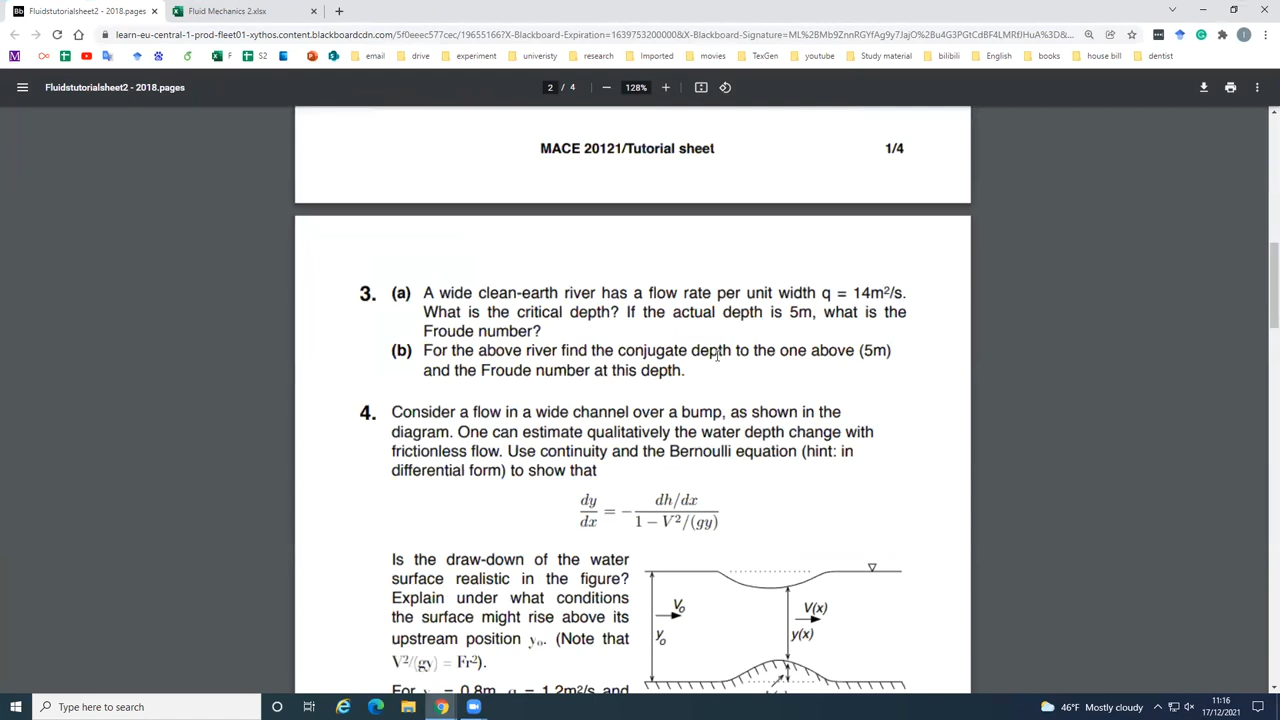 Fluidstutorialsheet2 - 2018.pages
Fluid Mechanics 2.xlsx
F
S2
email
drive
experiment
univeristy
research
Imported
movies
TexGen
youtube
Study material
bilibili
English
books
house bill
dentist
Fluidstutorialsheet2 - 2018.pages
2 / 4
128%
MACE 20121/Tutorial sheet
1/4
3. (a) A wide clean-earth river has a flow rate per unit width q = 14m²/s.
What is the critical depth? If the actual depth is 5m, what is the
Froude number?
(b) For the above river find the conjugate depth to the one above (5m)
and the Froude number at this depth.
4. Consider a flow in a wide channel over a bump, as shown in the
diagram. One can estimate qualitatively the water depth change with
frictionless flow. Use continuity and the Bernoulli equation (hint: in
differential form) to show that
dy/dx = − (dh/dx)/(1 − V²/(gy))
Is the draw-down of the water
surface realistic in the figure?
Explain under what conditions
the surface might rise above its
upstream position y₀. (Note that
V²/(gy) = Fr²).
V₀
y₀
V(x)
y(x)
= 0.8m, q = 1.2m²/s and
Type here to search
46°F Mostly cloudy
11:16
17/12/2021